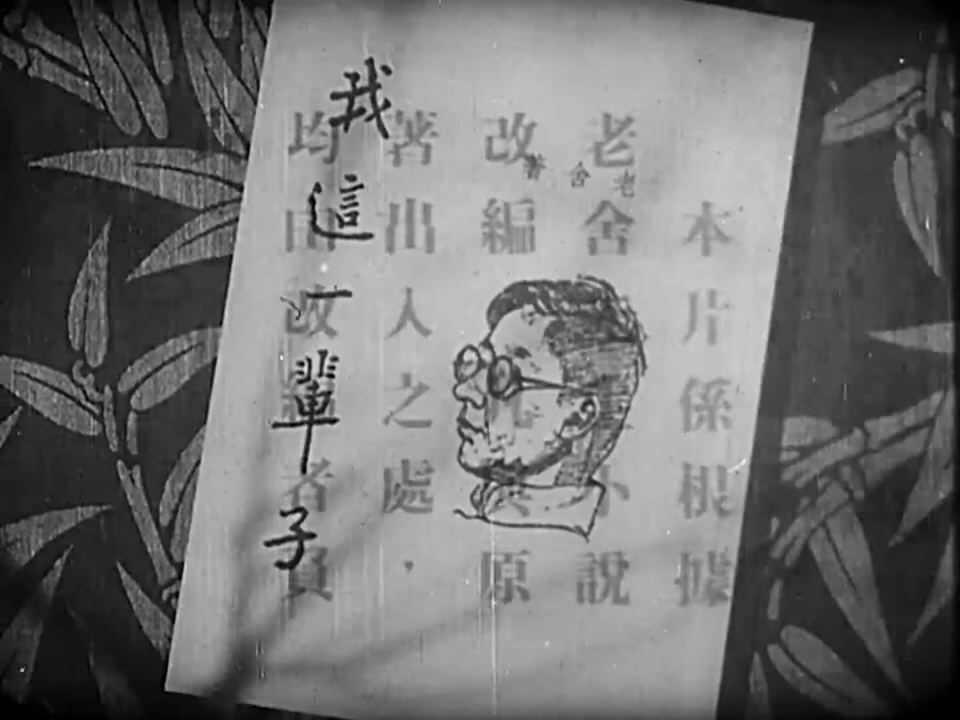 本片係根據
老舍小說
改編與原
著出人之處．
均由改編者負
老舍著
我這一輩子